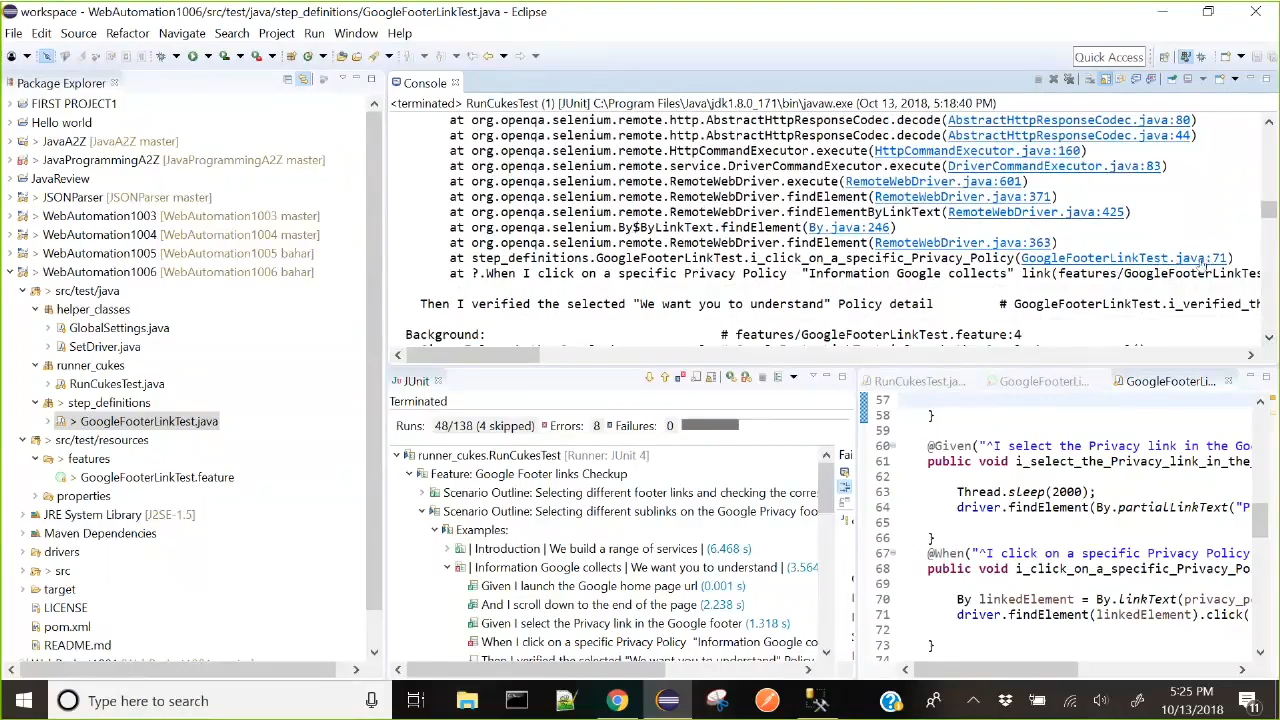 workspace - WebAutomation1006/src/test/java/step_definitions/GoogleFooterLinkTest.java - Eclipse
File Edit Source Refactor Navigate Search Project Run Window Help
Quick Access
Package Explorer
FIRST PROJECT1
Hello world
> JavaA2Z [JavaA2Z master]
> JavaProgrammingA2Z [JavaProgrammingA2Z master]
JavaReview
> JSONParser [JSONParser master]
> WebAutomation1003 [WebAutomation1003 master]
> WebAutomation1004 [WebAutomation1004 master]
> WebAutomation1005 [WebAutomation1005 bahar]
> WebAutomation1006 [WebAutomation1006 bahar]
> src/test/java
> helper_classes
GlobalSettings.java
SetDriver.java
runner_cukes
RunCukesTest.java
> step_definitions
> GoogleFooterLinkTest.java
> src/test/resources
> features
> GoogleFooterLinkTest.feature
properties
JRE System Library [J2SE-1.5]
Maven Dependencies
drivers
> src
target
LICENSE
pom.xml
README.md
Console
<terminated> RunCukesTest (1) [JUnit] C:\Program Files\Java\jdk1.8.0_171\bin\javaw.exe (Oct 13, 2018, 5:18:40 PM)
at org.openqa.selenium.remote.http.AbstractHttpResponseCodec.decode(AbstractHttpResponseCodec.java:80)
at org.openqa.selenium.remote.http.AbstractHttpResponseCodec.decode(AbstractHttpResponseCodec.java:44)
at org.openqa.selenium.remote.HttpCommandExecutor.execute(HttpCommandExecutor.java:160)
at org.openqa.selenium.remote.service.DriverCommandExecutor.execute(DriverCommandExecutor.java:83)
at org.openqa.selenium.remote.RemoteWebDriver.execute(RemoteWebDriver.java:601)
at org.openqa.selenium.remote.RemoteWebDriver.findElement(RemoteWebDriver.java:371)
at org.openqa.selenium.remote.RemoteWebDriver.findElementByLinkText(RemoteWebDriver.java:425)
at org.openqa.selenium.By$ByLinkText.findElement(By.java:246)
at org.openqa.selenium.remote.RemoteWebDriver.findElement(RemoteWebDriver.java:363)
at step_definitions.GoogleFooterLinkTest.i_click_on_a_specific_Privacy_Policy(GoogleFooterLinkTest.java:71)
at ?.When I click on a specific Privacy Policy "Information Google collects" link(features/GoogleFooterLinkTes
Then I verified the selected "We want you to understand" Policy detail # GoogleFooterLinkTest.i_verified_th
Background: # features/GoogleFooterLinkTest.feature:4
JUnit
Terminated
Runs: 48/138 (4 skipped) Errors: 8 Failures: 0
runner_cukes.RunCukesTest [Runner: JUnit 4]
Feature: Google Footer links Checkup
Scenario Outline: Selecting different footer links and checking the corre
Scenario Outline: Selecting different sublinks on the Google Privacy foo
Examples:
| Introduction | We build a range of services | (6.468 s)
| Information Google collects | We want you to understand | (3.564
Given I launch the Google home page url (0.001 s)
And I scroll down to the end of the page (2.238 s)
Given I select the Privacy link in the Google footer (1.318 s)
When I click on a specific Privacy Policy "Information Google co
Then I verified the selected "We want you to understand" Policy
Fai
RunCukesTest.ja... GoogleFooterLi... GoogleFooterLi...
57
58 }
59
60 @Given("^I select the Privacy link in the Go
61 public void i_select_the_Privacy_link_in_the
62
63 Thread.sleep(2000);
64 driver.findElement(By.partialLinkText("P
65
66 }
67 @When("^I click on a specific Privacy Policy
68 public void i_click_on_a_specific_Privacy_Po
69
70 By linkedElement = By.linkText(privacy_p
71 driver.findElement(linkedElement).click(
72
73 }
74
Type here to search
5:25 PM
10/13/2018
11